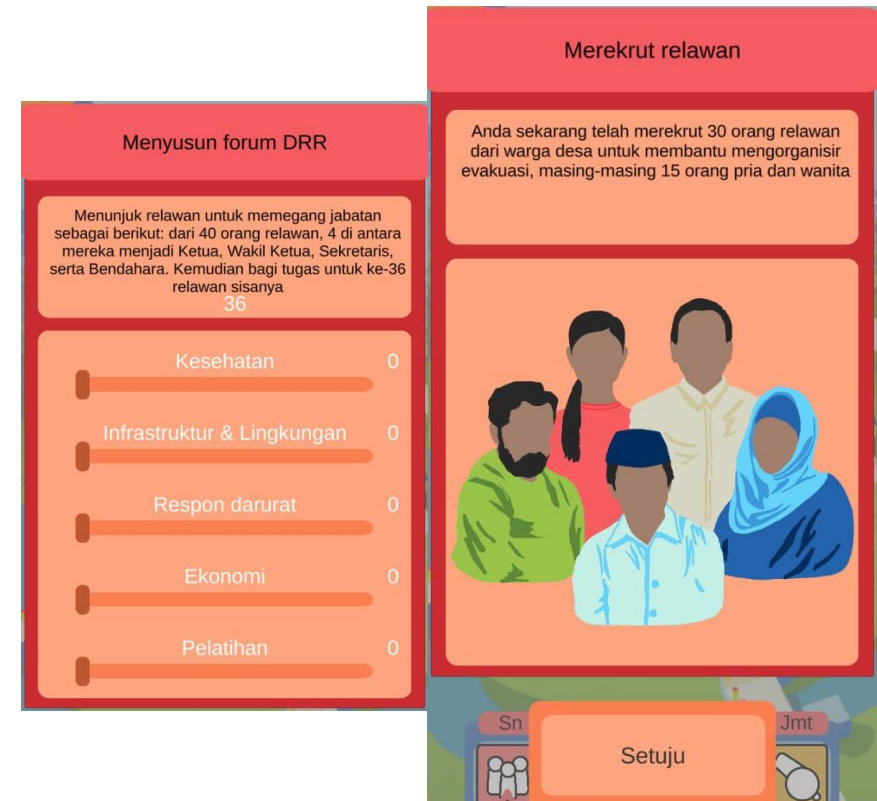 Menyusun forum DRR
Menunjuk relawan untuk memegang jabatan
sebagai berikut: dari 40 orang relawan, 4 di antara
mereka menjadi Ketua, Wakil Ketua, Sekretaris,
serta Bendahara. Kemudian bagi tugas untuk ke-36
relawan sisanya
36
Kesehatan 0
Infrastruktur & Lingkungan 0
Respon darurat 0
Ekonomi 0
Pelatihan 0
Merekrut relawan
Anda sekarang telah merekrut 30 orang relawan
dari warga desa untuk membantu mengorganisir
evakuasi, masing-masing 15 orang pria dan wanita
Sn
Jmt
Setuju